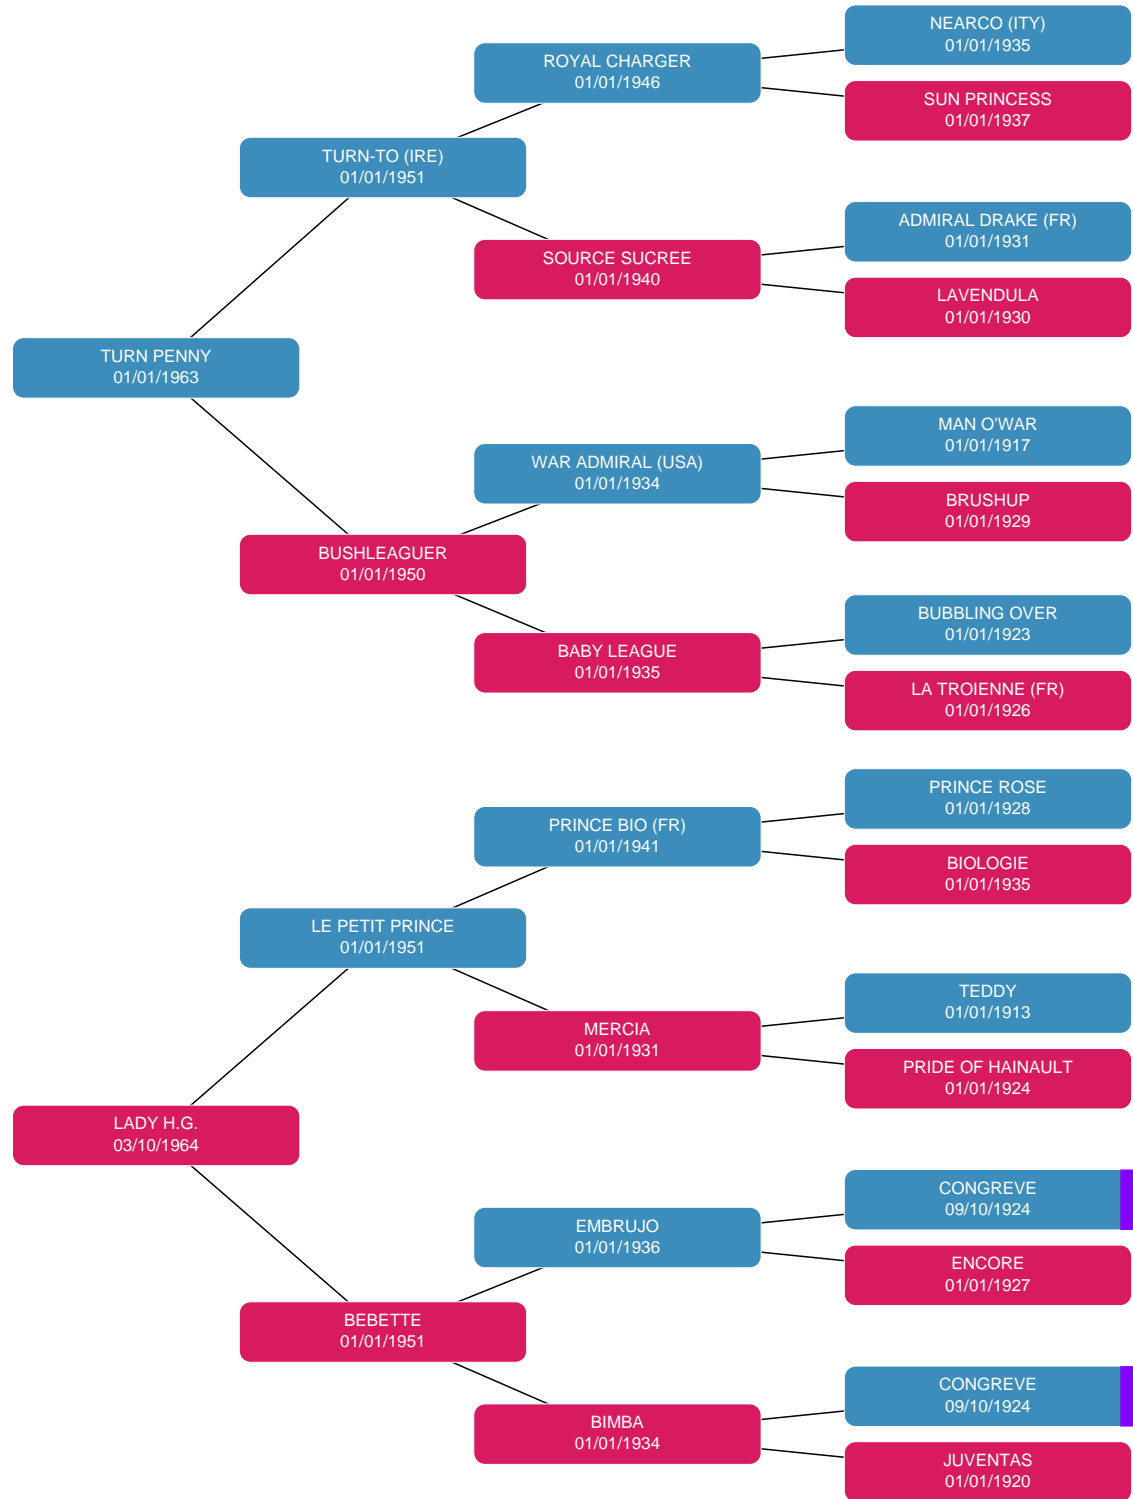 NEARCO (ITY)
01/01/1935
ROYAL CHARGER
01/01/1946
SUN PRINCESS
01/01/1937
TURN-TO (IRE)
01/01/1951
ADMIRAL DRAKE (FR)
01/01/1931
SOURCE SUCREE
01/01/1940
LAVENDULA
01/01/1930
TURN PENNY
01/01/1963
MAN O'WAR
01/01/1917
WAR ADMIRAL (USA)
01/01/1934
BRUSHUP
01/01/1929
BUSHLEAGUER
01/01/1950
BUBBLING OVER
01/01/1923
BABY LEAGUE
01/01/1935
LA TROIENNE (FR)
01/01/1926
PRINCE ROSE
01/01/1928
PRINCE BIO (FR)
01/01/1941
BIOLOGIE
01/01/1935
LE PETIT PRINCE
01/01/1951
TEDDY
01/01/1913
MERCIA
01/01/1931
PRIDE OF HAINAULT
01/01/1924
LADY H.G.
03/10/1964
CONGREVE
09/10/1924
EMBRUJO
01/01/1936
ENCORE
01/01/1927
BEBETTE
01/01/1951
CONGREVE
09/10/1924
BIMBA
01/01/1934
JUVENTAS
01/01/1920